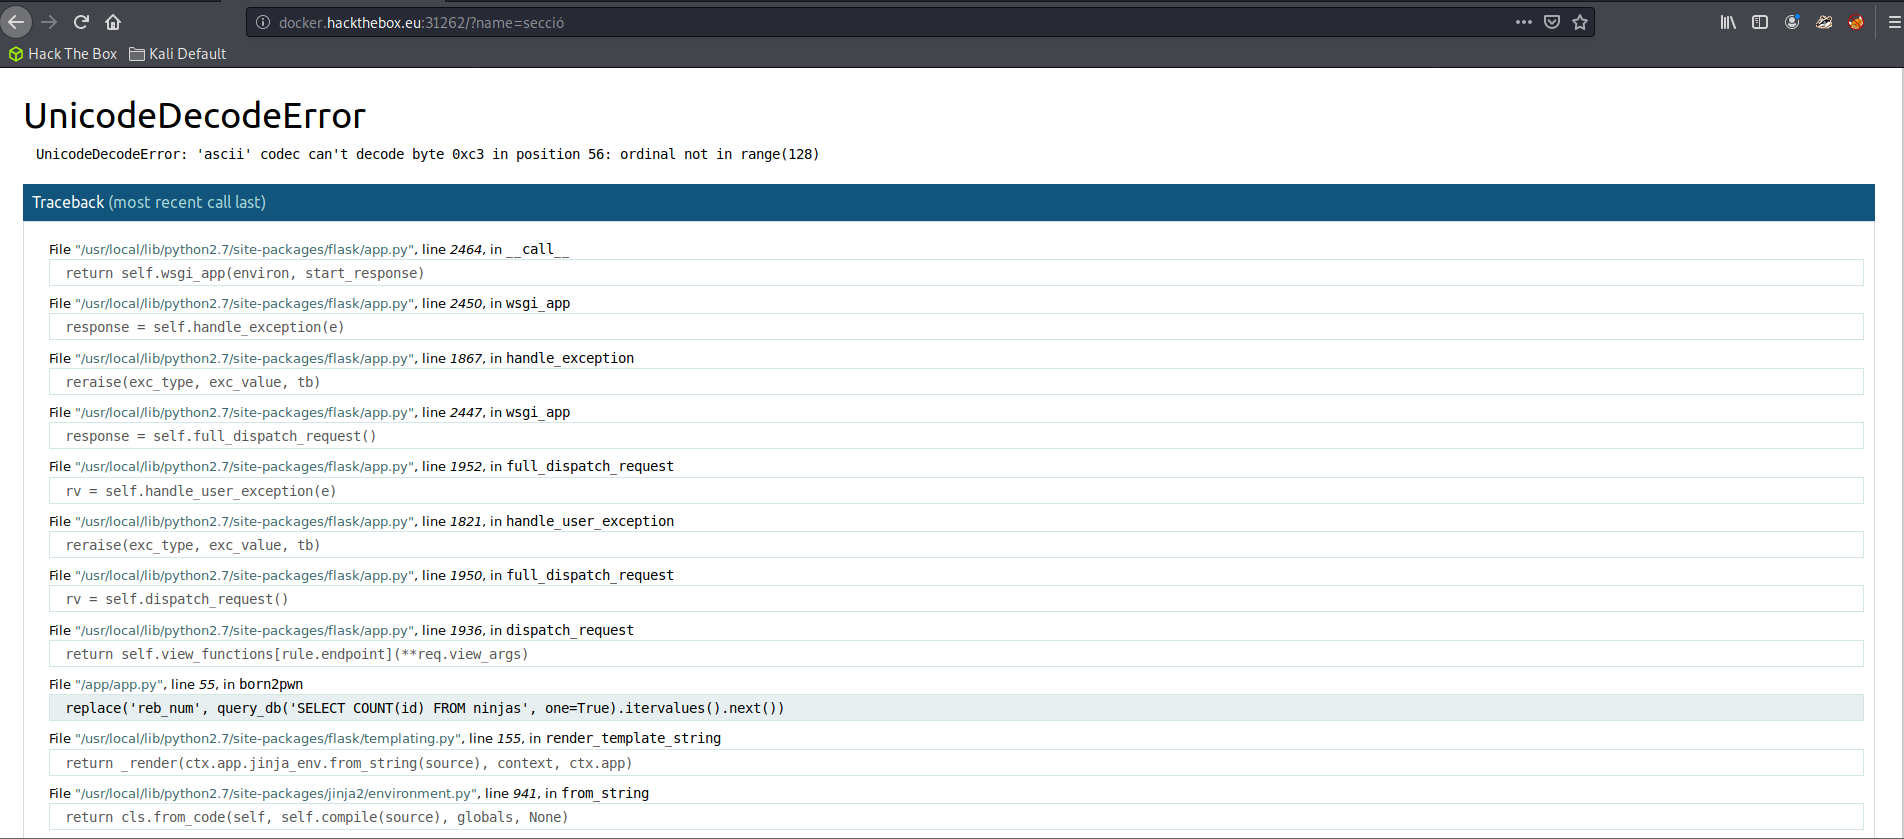 docker.hackthebox.eu:31262/?name=secció
Hack The Box Kali Default
UnicodeDecodeError
UnicodeDecodeError: 'ascii' codec can't decode byte 0xc3 in position 56: ordinal not in range(128)
Traceback (most recent call last)
File "/usr/local/lib/python2.7/site-packages/flask/app.py", line 2464, in __call__
return self.wsgi_app(environ, start_response)
File "/usr/local/lib/python2.7/site-packages/flask/app.py", line 2450, in wsgi_app
response = self.handle_exception(e)
File "/usr/local/lib/python2.7/site-packages/flask/app.py", line 1867, in handle_exception
reraise(exc_type, exc_value, tb)
File "/usr/local/lib/python2.7/site-packages/flask/app.py", line 2447, in wsgi_app
response = self.full_dispatch_request()
File "/usr/local/lib/python2.7/site-packages/flask/app.py", line 1952, in full_dispatch_request
rv = self.handle_user_exception(e)
File "/usr/local/lib/python2.7/site-packages/flask/app.py", line 1821, in handle_user_exception
reraise(exc_type, exc_value, tb)
File "/usr/local/lib/python2.7/site-packages/flask/app.py", line 1950, in full_dispatch_request
rv = self.dispatch_request()
File "/usr/local/lib/python2.7/site-packages/flask/app.py", line 1936, in dispatch_request
return self.view_functions[rule.endpoint](**req.view_args)
File "/app/app.py", line 55, in born2pwn
replace('reb_num', query_db('SELECT COUNT(id) FROM ninjas', one=True).itervalues().next())
File "/usr/local/lib/python2.7/site-packages/flask/templating.py", line 155, in render_template_string
return _render(ctx.app.jinja_env.from_string(source), context, ctx.app)
File "/usr/local/lib/python2.7/site-packages/jinja2/environment.py", line 941, in from_string
return cls.from_code(self, self.compile(source), globals, None)